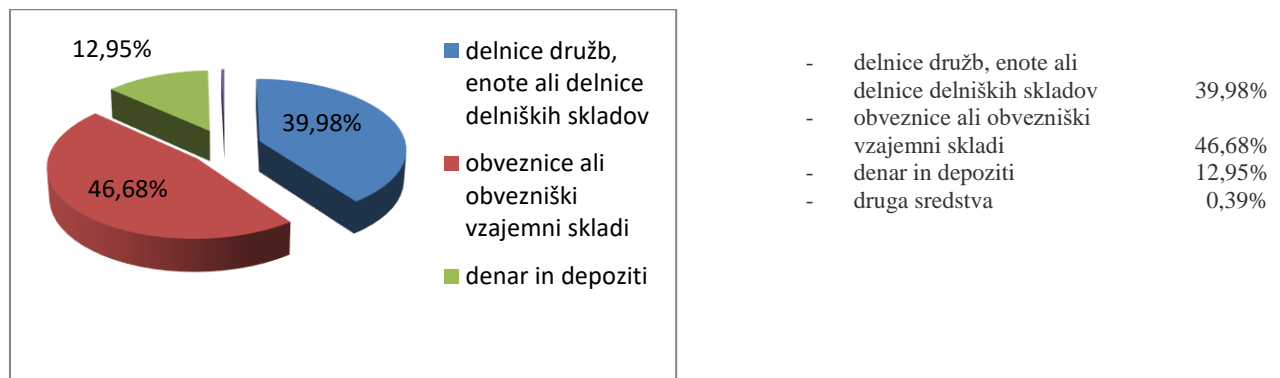 12,95%
39,98%
46,68%
delnice družb,
enote ali delnice
delniških skladov
obveznice ali
obvezniški
vzajemni skladi
denar in depoziti
- delnice družb, enote ali
delnice delniških skladov 39,98%
- obveznice ali obvezniški
vzajemni skladi 46,68%
- denar in depoziti 12,95%
- druga sredstva 0,39%